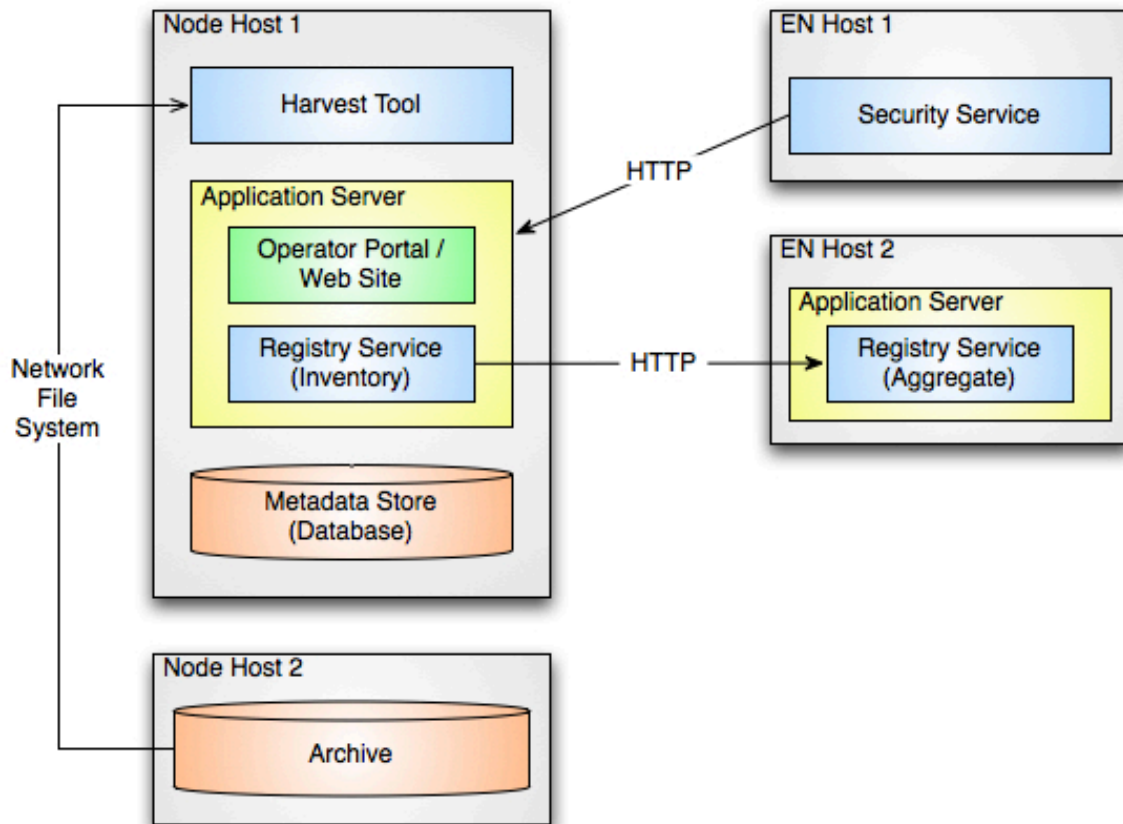 Node Host 1
Harvest Tool
Application Server
Operator Portal /
Web Site
Registry Service
(Inventory)
Metadata Store
(Database)
EN Host 1
Security Service
HTTP
EN Host 2
Application Server
Registry Service
(Aggregate)
HTTP
Network
File
System
Node Host 2
Archive